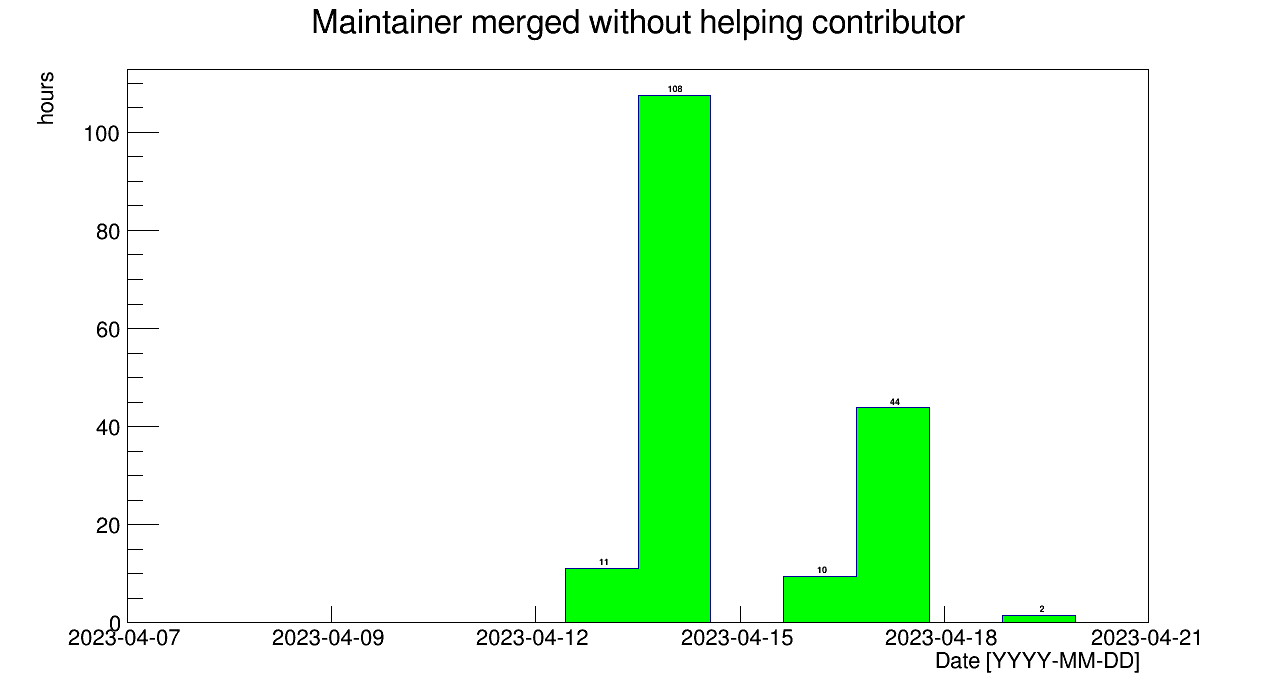 Maintainer merged without helping contributor
hours
108
100
80
60
44
40
20
11
10
2
0
2023-04-07 2023-04-09 2023-04-12 2023-04-15 2023-04-18 2023-04-21
Date [YYYY-MM-DD]